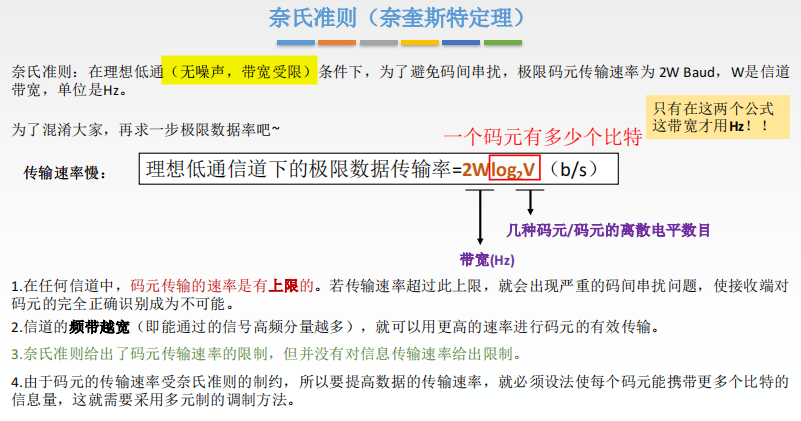 奈氏准则（奈奎斯特定理）
奈氏准则：在理想低通（无噪声，带宽受限）条件下，为了避免码间串扰，极限码元传输速率为 2W Baud，W是信道
带宽，单位是Hz。
只有在这两个公式
这带宽才用Hz！！
为了混淆大家，再求一步极限数据率吧~
一个码元有多少个比特
传输速率慢：
理想低通信道下的极限数据传输率=2Wlog₂V（b/s）
几种码元/码元的离散电平数目
带宽(Hz)
1.在任何信道中，码元传输的速率是有上限的。若传输速率超过此上限，就会出现严重的码间串扰问题，使接收端对
码元的完全正确识别成为不可能。
2.信道的频带越宽（即能通过的信号高频分量越多），就可以用更高的速率进行码元的有效传输。
3.奈氏准则给出了码元传输速率的限制，但并没有对信息传输速率给出限制。
4.由于码元的传输速率受奈氏准则的制约，所以要提高数据的传输速率，就必须设法使每个码元能携带更多个比特的
信息量，这就需要采用多元制的调制方法。